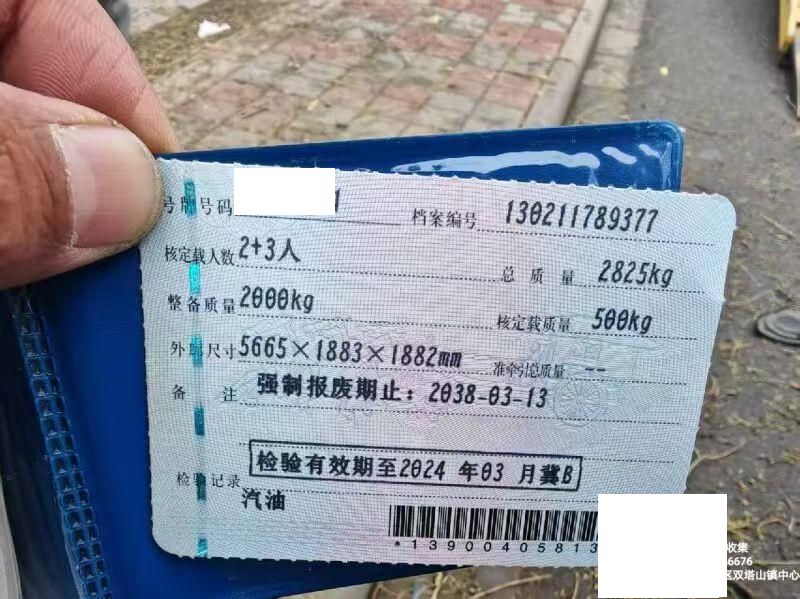 号牌号码 1 档案编号 130211789377
核定载人数 2+3人 总质量 2825kg
整备质量 2000kg 核定载质量 500kg
外廓尺寸 5665×1883×1882mm 准牵引总质量 --
备注 强制报废期止：2038-03-13
检验记录 检验有效期至2024 年03 月冀B
汽油
*13900405813
收集
6676
区双塔山镇中心